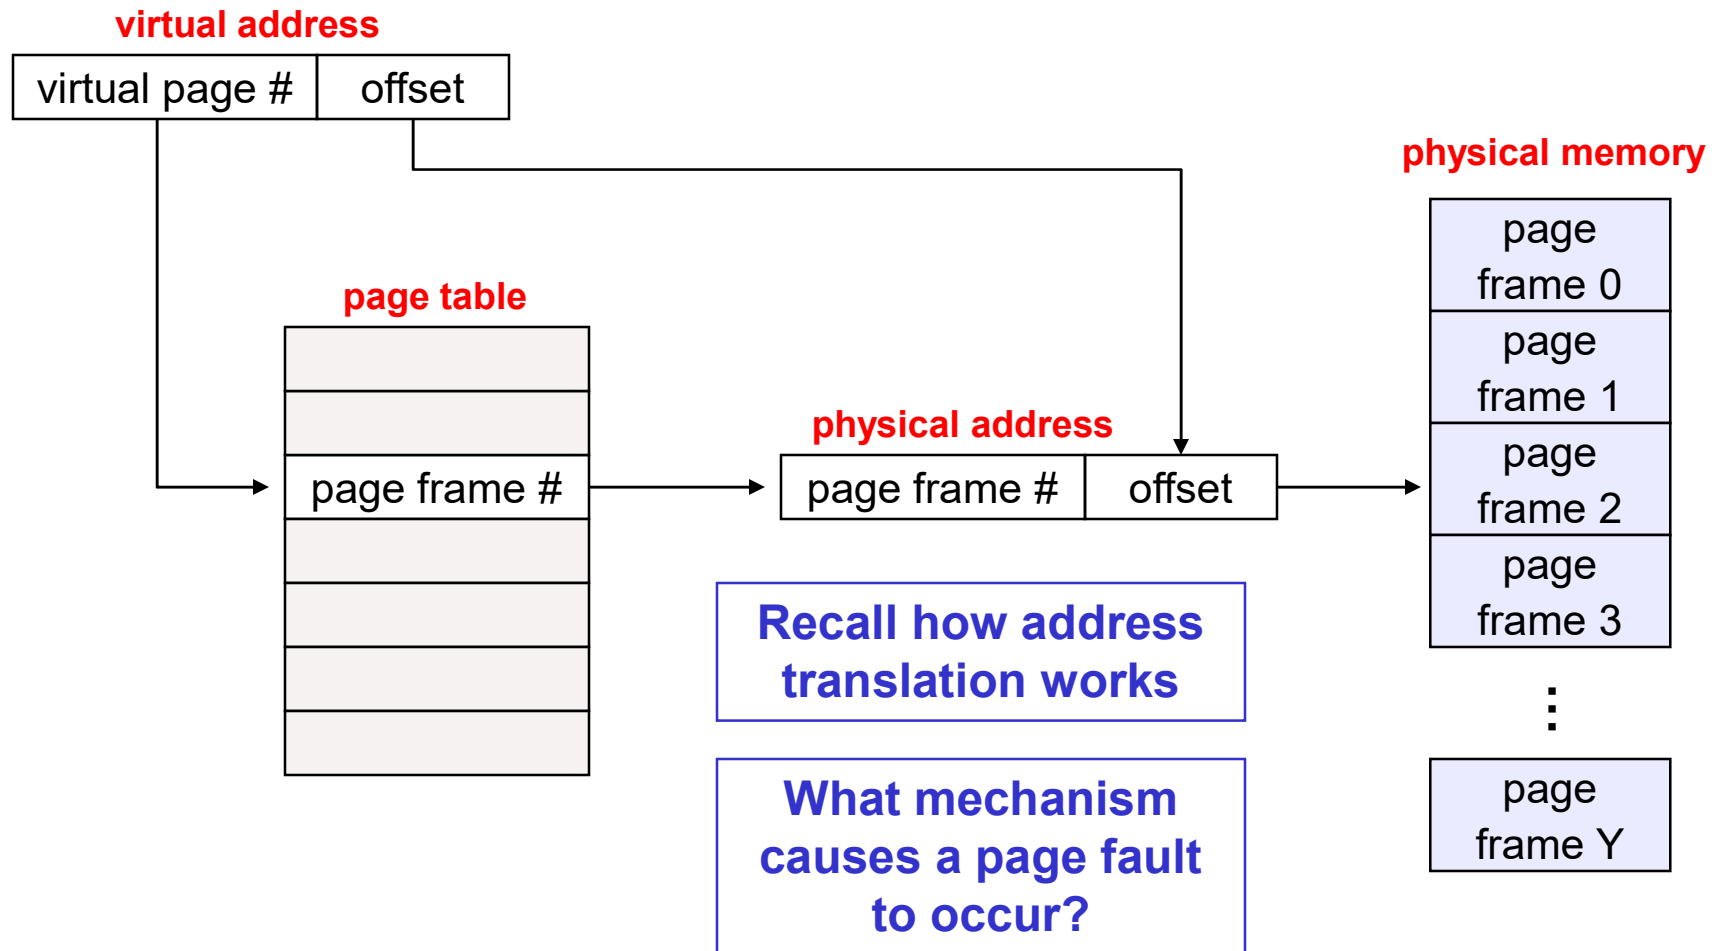 virtual address
virtual page #
offset
physical memory
page
frame 0
page table
page
frame 1
physical address
page frame #
page frame #
offset
page
frame 2
page
frame 3
Recall how address
translation works
⋮
What mechanism
causes a page fault
to occur?
page
frame Y